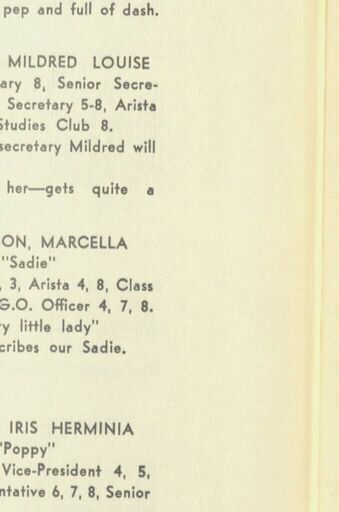 pep and full of dash.
MILDRED LOUISE
ary 8, Senior Secre-
Secretary 5-8, Arista
Studies Club 8.
secretary Mildred will
her—gets quite a
ON, MARCELLA
"Sadie"
, 3, Arista 4, 8, Class
G.O. Officer 4, 7, 8.
ty little lady"
cribes our Sadie.
IRIS HERMINIA
"Poppy"
Vice-President 4, 5,
ntative 6, 7, 8, Senior